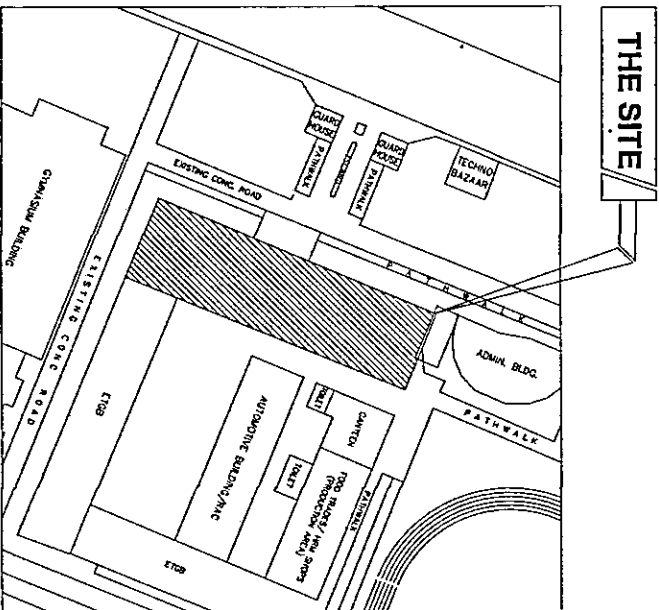 THE SITE
TECHNO
BAZAAR
GUARD
HOUSE
PATHWALK
GUARD
HOUSE
PATHWALK
EXISTING CONC. ROAD
PATHWALK
ADMIN. BLDG.
PATHWALK
GYMNASIUM BUILDING
EXISTING CONC ROAD
ETGB
TOILET
CANTEEN
AUTOMOTIVE BUILDING/RAC
TOILET
FOOD TRADES/ HRM SHOPS
(PRODUCTION AREA)
PATHWALK
ETGB